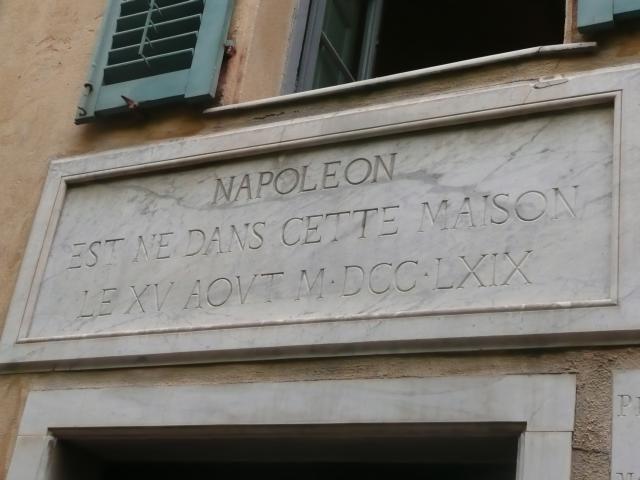 NAPOLEON
EST NE DANS CETTE MAISON
LE XV AOVT M·DCC·LXIX